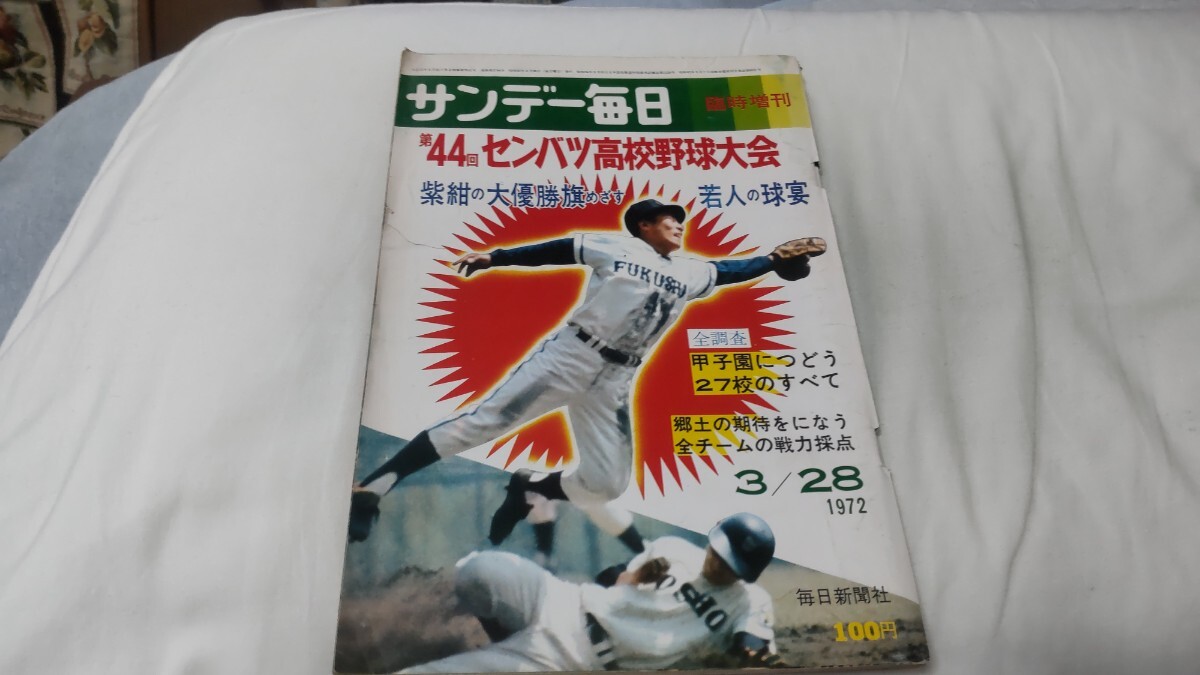 サンデー毎日 臨時増刊
第44回センバツ高校野球大会
紫紺の大優勝旗めざす 若人の球宴
FUKUSHO
11
全調査
甲子園につどう
27校のすべて
郷土の期待をになう
全チームの戦力採点
3/28
1972
OSHO
毎日新聞社
100円